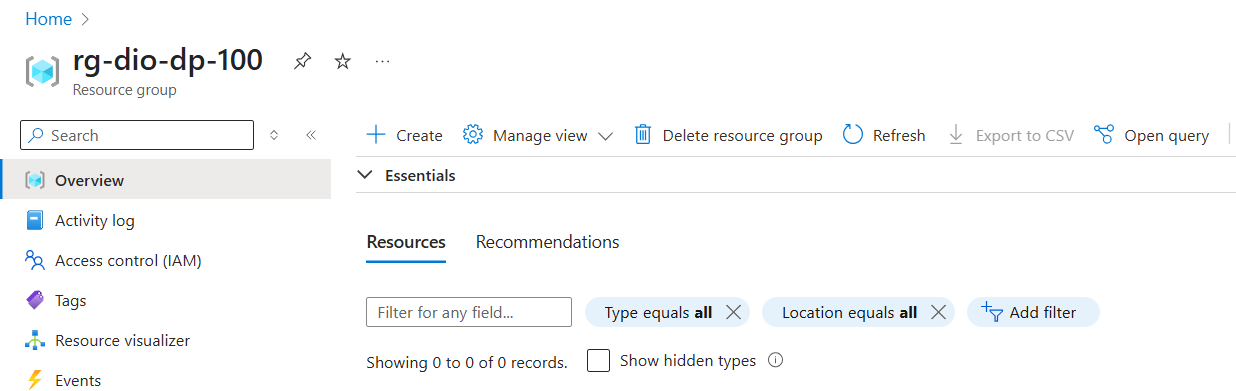 Home
rg-dio-dp-100
Resource group
Search
Create Manage view Delete resource group Refresh Export to CSV Open query
Essentials
Overview
Activity log
Access control (IAM)
Tags
Resource visualizer
Events
Resources Recommendations
Filter for any field... Type equals all Location equals all Add filter
Showing 0 to 0 of 0 records. Show hidden types